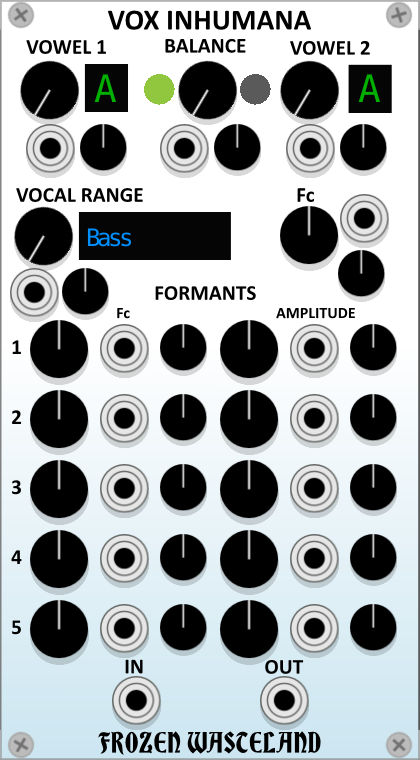 VOX INHUMANA
VOWEL 1 BALANCE VOWEL 2
A A
VOCAL RANGE Fc
Bass
FORMANTS
Fc AMPLITUDE
1
2
3
4
5
IN OUT
FROZEN WASTELAND